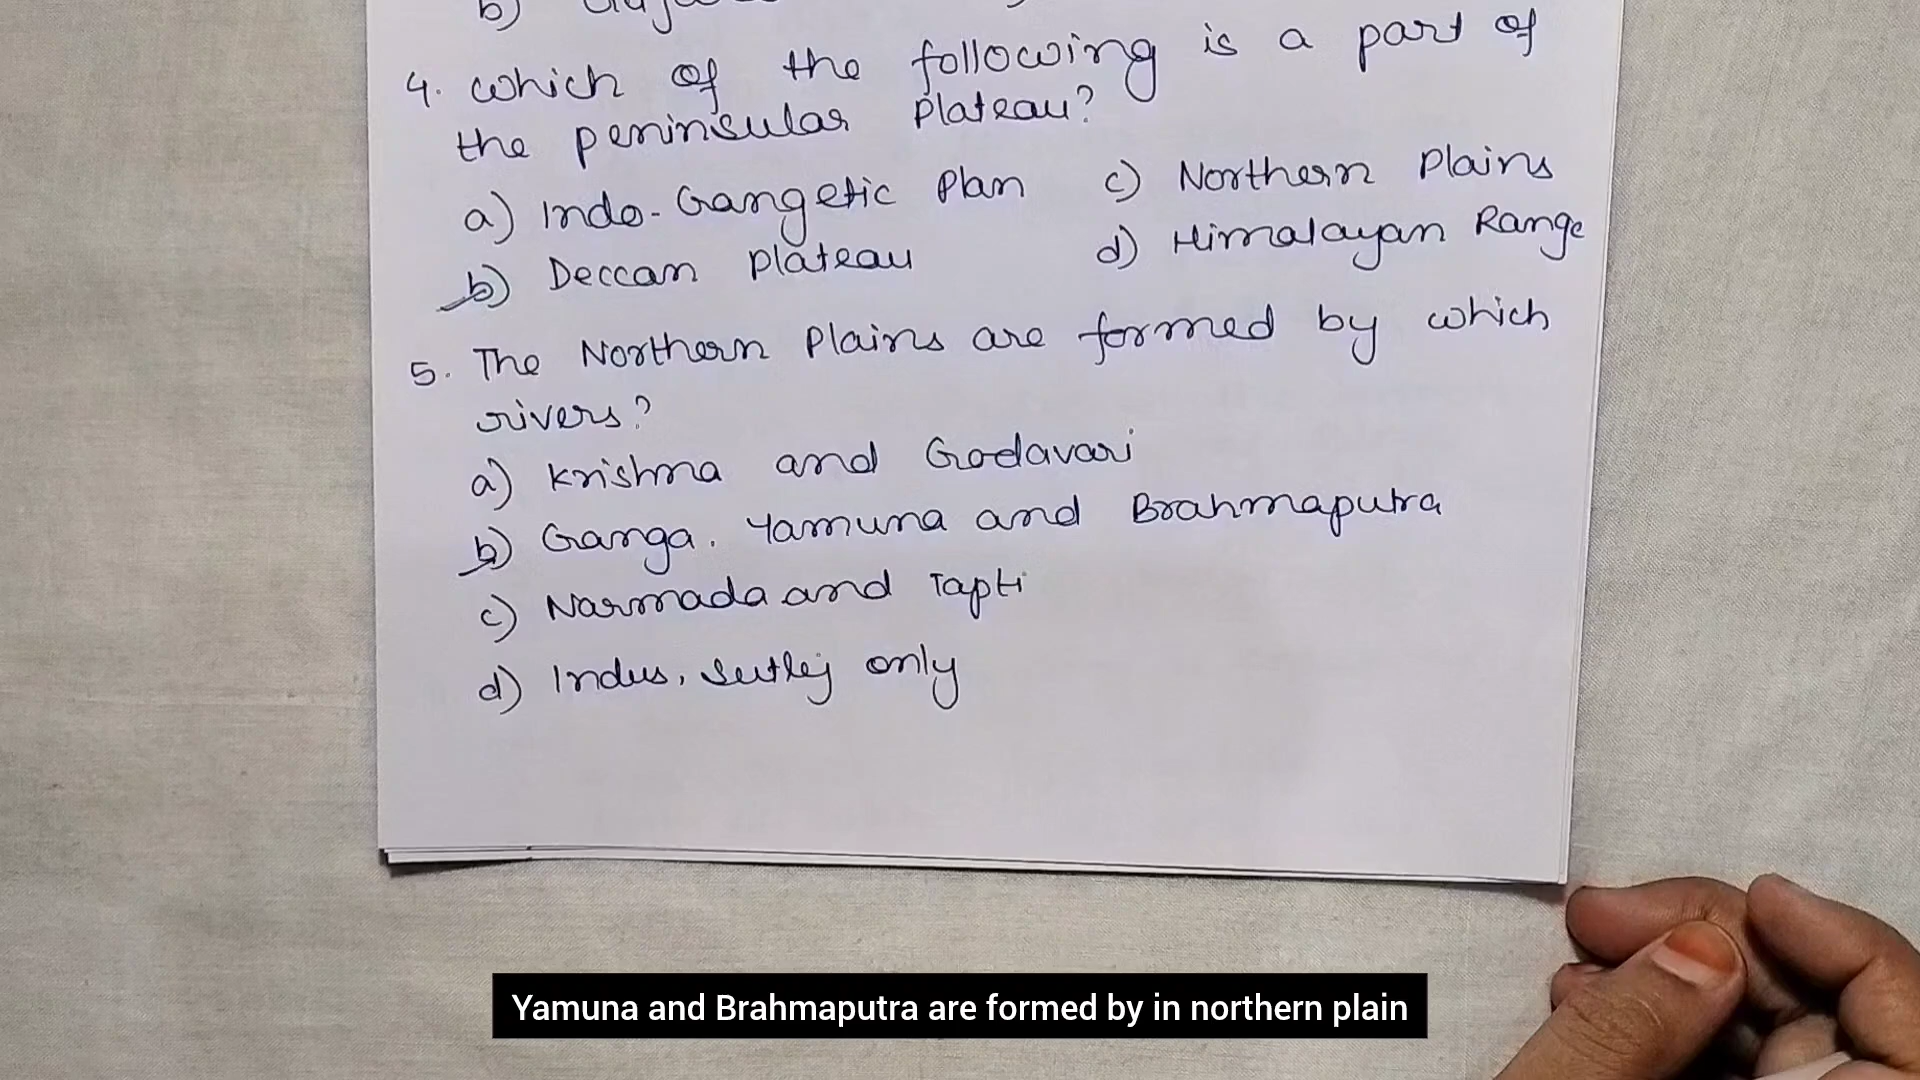 b)
4. which of the following is a part of
the peninsular plateau?
a) Indo-Gangetic Plan c) Northern Plains
b) Deccan plateau d) Himalayan Range
5. The Northern Plains are formed by which
rivers?
a) Krishna and Godavari
b) Ganga. Yamuna and Brahmaputra
c) Narmada and Tapti
d) Indus, Sutlej only
Yamuna and Brahmaputra are formed by in northern plain